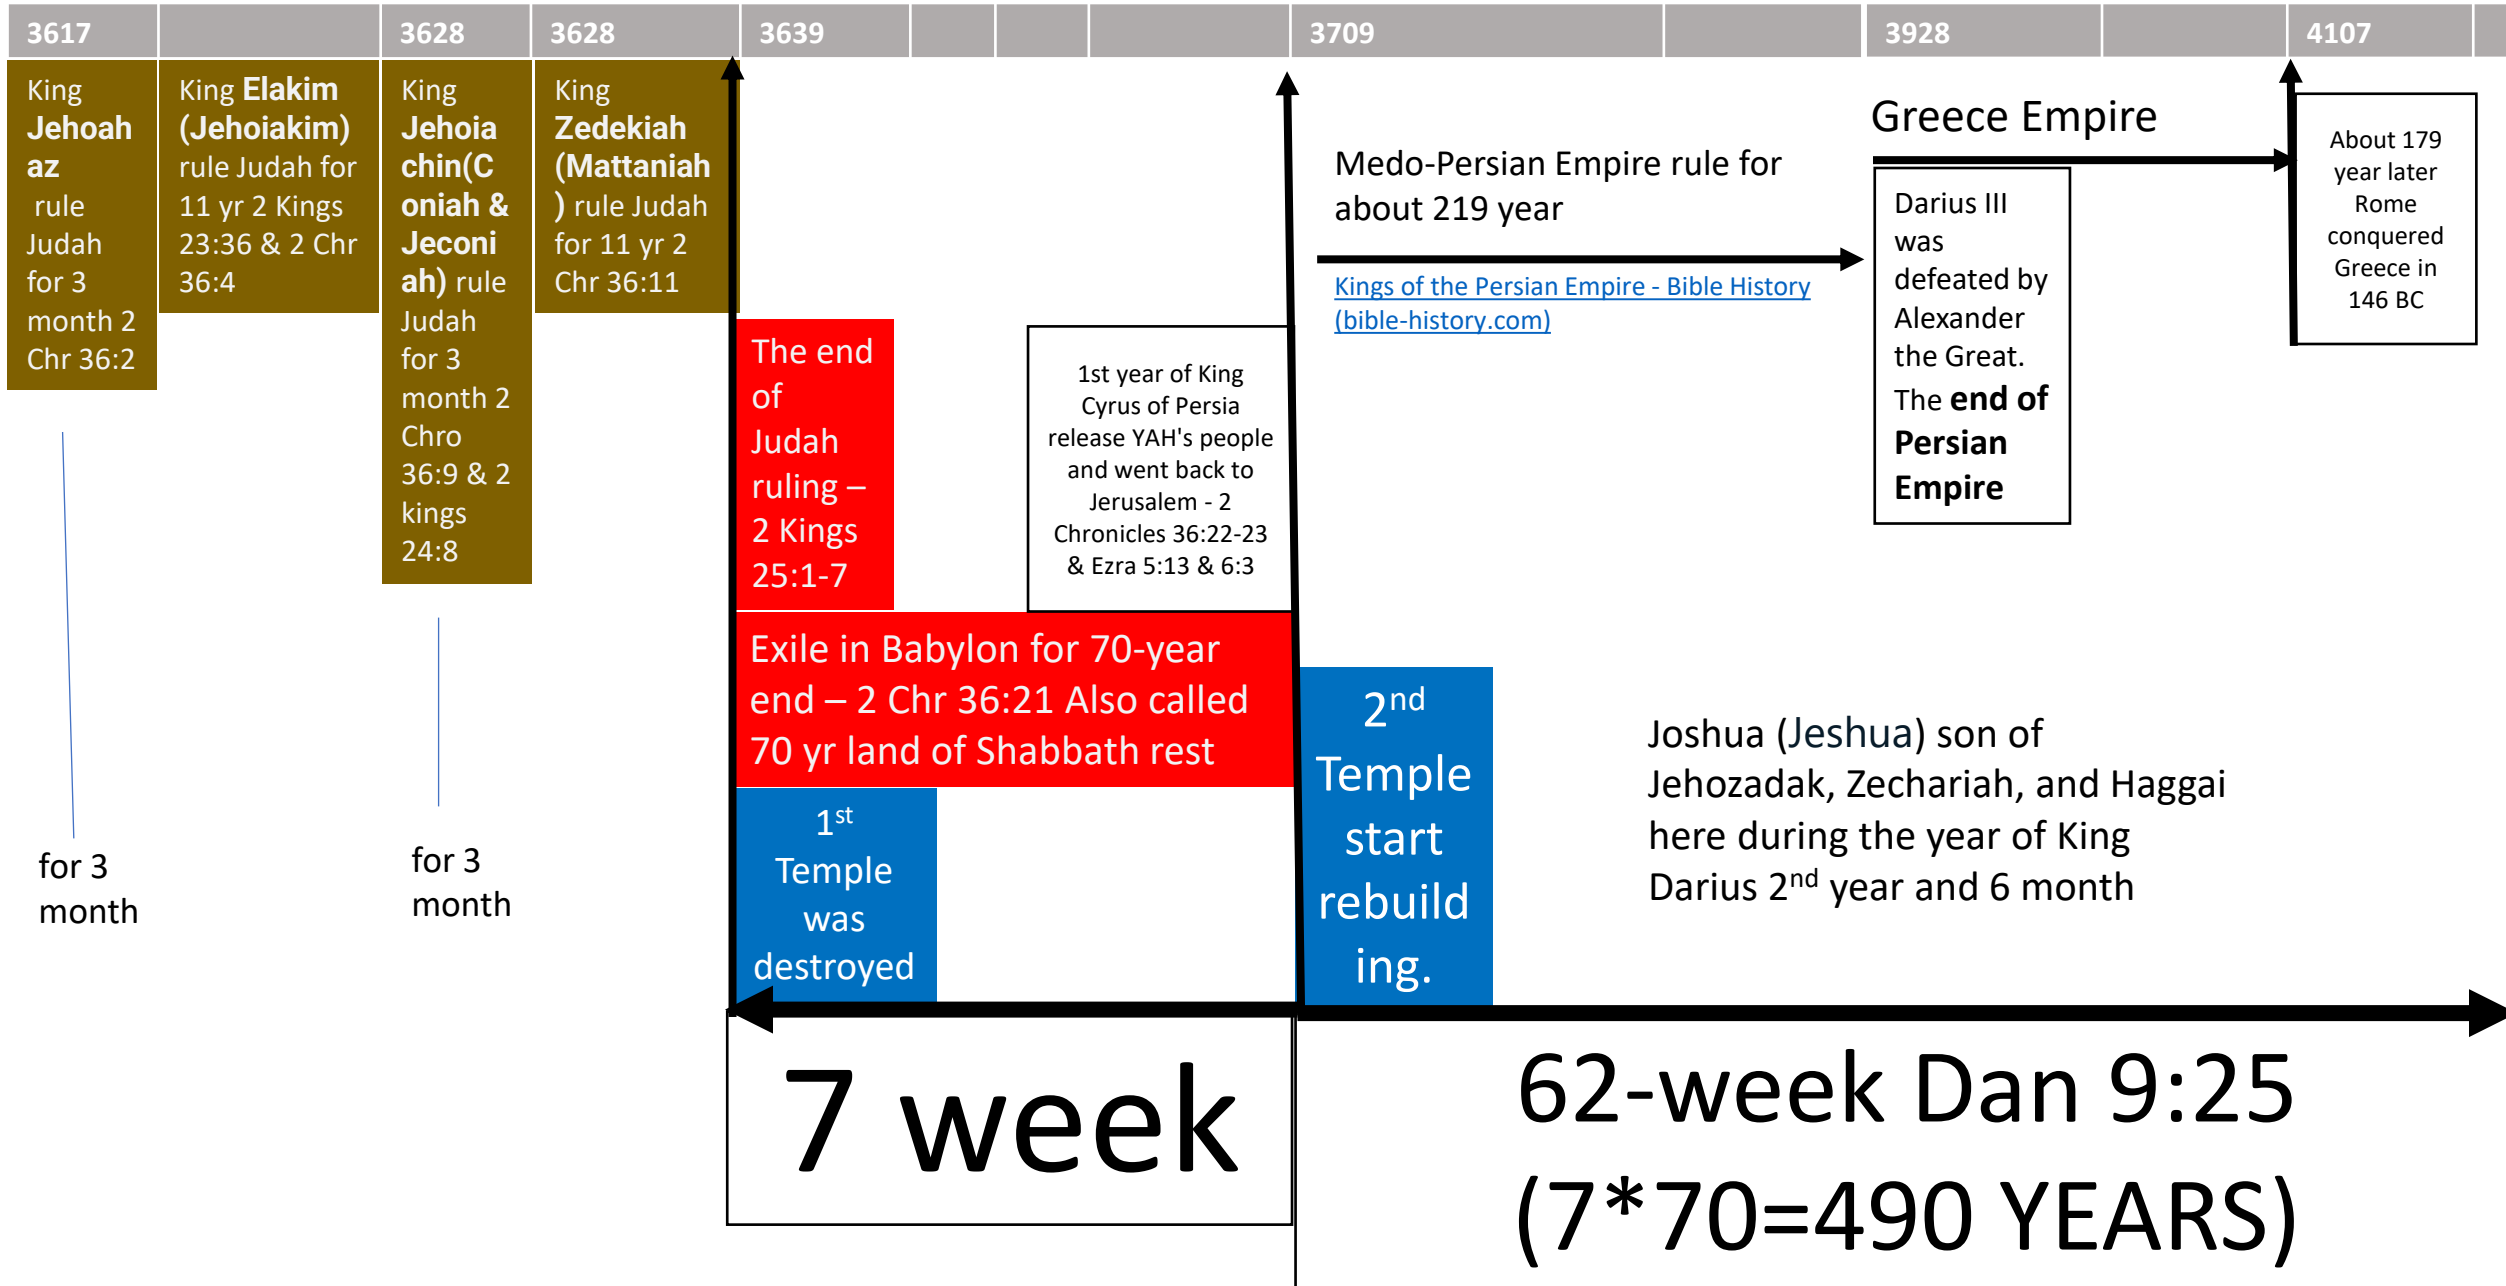 3617
3628
3628
3639
3709
3928
4107
King
Jehoah
az
rule
Judah
for 3
month 2
Chr 36:2
King Elakim
(Jehoiakim)
rule Judah for
11 yr 2 Kings
23:36 & 2 Chr
36:4
King
Jehoia
chin(C
oniah &
Jeconi
ah) rule
Judah
for 3
month 2
Chro
36:9 & 2
kings
24:8
King
Zedekiah
(Mattaniah
) rule Judah
for 11 yr 2
Chr 36:11
The end
of
Judah
ruling –
2 Kings
25:1-7
1st year of King
Cyrus of Persia
release YAH's people
and went back to
Jerusalem - 2
Chronicles 36:22-23
& Ezra 5:13 & 6:3
Medo-Persian Empire rule for
about 219 year
Kings of the Persian Empire - Bible History
(bible-history.com)
Greece Empire
Darius III
was
defeated by
Alexander
the Great.
The end of
Persian
Empire
About 179
year later
Rome
conquered
Greece in
146 BC
Exile in Babylon for 70-year
end – 2 Chr 36:21 Also called
70 yr land of Shabbath rest
1st
Temple
was
destroyed
2nd
Temple
start
rebuild
ing.
Joshua (Jeshua) son of
Jehozadak, Zechariah, and Haggai
here during the year of King
Darius 2nd year and 6 month
for 3
month
for 3
month
7 week
62-week Dan 9:25
(7*70=490 YEARS)